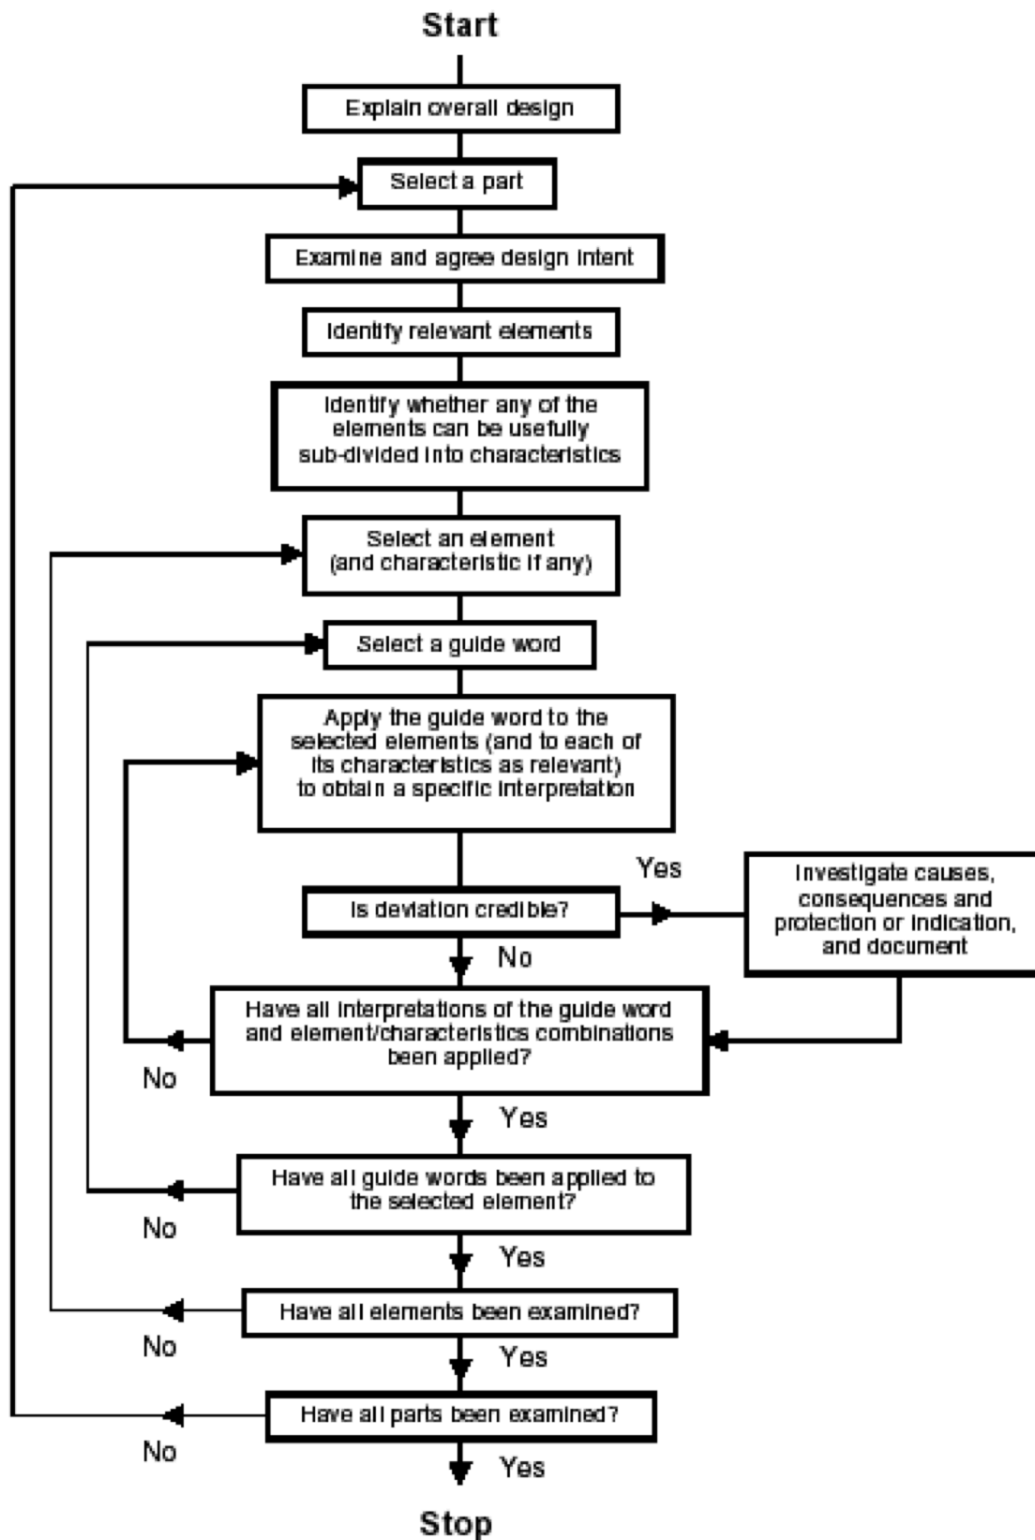 Start
Explain overall design
Select a part
Examine and agree design intent
Identify relevant elements
Identify whether any of the
elements can be usefully
sub-divided into characteristics
Select an element
(and characteristic if any)
Select a guide word
Apply the guide word to the
selected elements (and to each of
its characteristics as relevant)
to obtain a specific interpretation
Is deviation credible?
Yes
Investigate causes,
consequences and
protection or indication,
and document
No
Have all interpretations of the guide word
and element/characteristics combinations
been applied?
No
Yes
Have all guide words been applied to
the selected element?
No
Yes
Have all elements been examined?
No
Yes
Have all parts been examined?
No
Yes
Stop